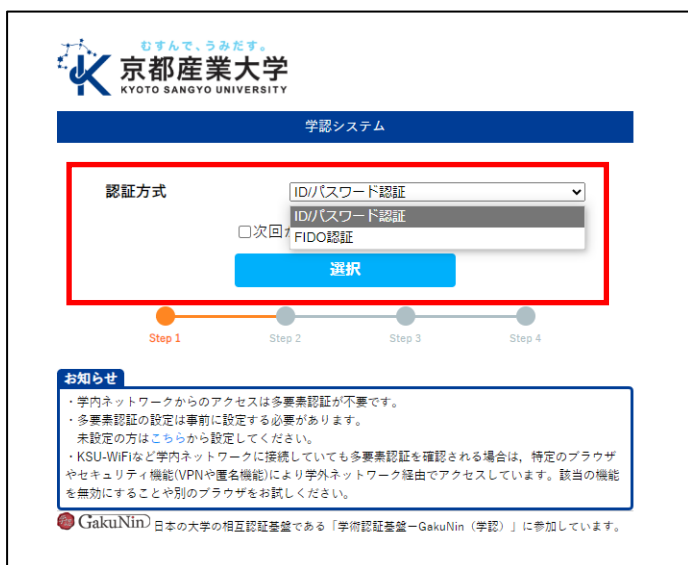 むすんで、うみだす。
京都産業大学
KYOTO SANGYO UNIVERSITY
学認システム
認証方式
ID/パスワード認証
ID/パスワード認証
□次回
FIDO認証
選択
Step 1 Step 2 Step 3 Step 4
お知らせ
・学内ネットワークからのアクセスは多要素認証が不要です。
・多要素認証の設定は事前に設定する必要があります。
未設定の方はこちらから設定してください。
・KSU-WiFiなど学内ネットワークに接続していても多要素認証を確認される場合は，特定のブラウザ
やセキュリティ機能(VPNや匿名機能)により学外ネットワーク経由でアクセスしています。該当の機能
を無効にすることや別のブラウザをお試しください。
GakuNin 日本の大学の相互認証基盤である「学術認証基盤ーGakuNin（学認）」に参加しています。